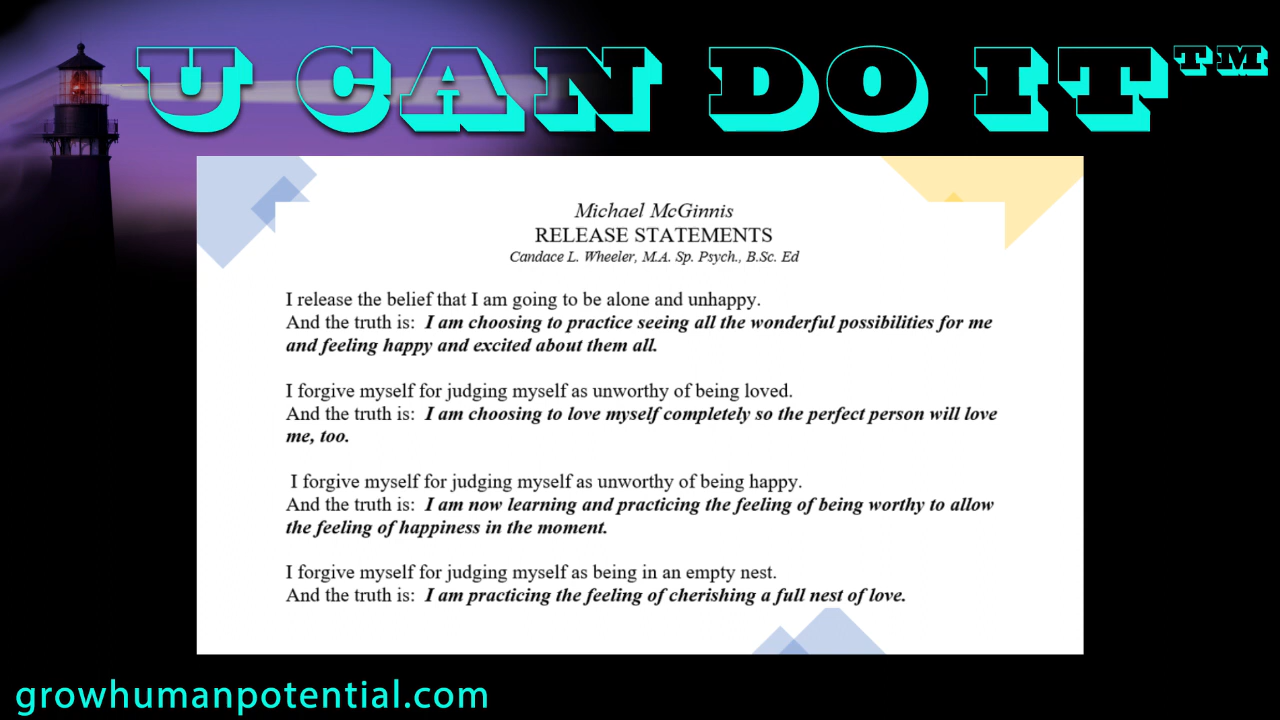 U CAN DO IT™
Michael McGinnis
RELEASE STATEMENTS
Candace L. Wheeler, M.A. Sp. Psych., B.Sc. Ed
I release the belief that I am going to be alone and unhappy.
And the truth is: I am choosing to practice seeing all the wonderful possibilities for me
and feeling happy and excited about them all.
I forgive myself for judging myself as unworthy of being loved.
And the truth is: I am choosing to love myself completely so the perfect person will love
me, too.
I forgive myself for judging myself as unworthy of being happy.
And the truth is: I am now learning and practicing the feeling of being worthy to allow
the feeling of happiness in the moment.
I forgive myself for judging myself as being in an empty nest.
And the truth is: I am practicing the feeling of cherishing a full nest of love.
growhumanpotential.com